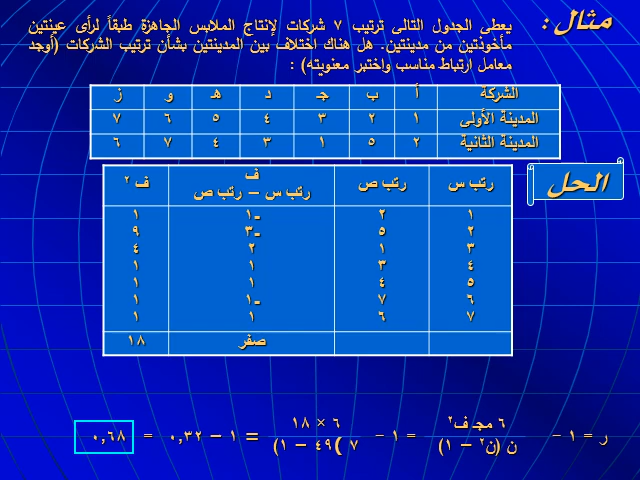 مثال :
يعطى الجدول التالى ترتيب ٧ شركات لإنتاج الملابس الجاهزة طبقاً لرأى عينتين
مأخوذتين من مدينتين. هل هناك اختلاف بين المدينتين بشأن ترتيب الشركات (أوجد
معامل ارتباط مناسب واختبر معنويته) :
الشركة أ ب جـ د هـ و ز
المدينة الأولى ١ ٢ ٣ ٤ ٥ ٦ ٧
المدينة الثانية ٢ ٥ ١ ٣ ٤ ٧ ٦
الحل
رتب س رتب ص ف رتب س – رتب ص ف ٢
١ ٢ -١ ١
٢ ٥ -٣ ٩
٣ ١ ٢ ٤
٤ ٣ ١ ١
٥ ٤ ١ ١
٦ ٧ -١ ١
٧ ٦ ١ ١
صفر ١٨
ر = ١ – ٦ مجـ ف٢ / ن (ن٢ – ١) = ١ – ٦ × ١٨ / ٧ (٤٩ – ١) = ١ – ٠,٣٢ = ٠,٦٨